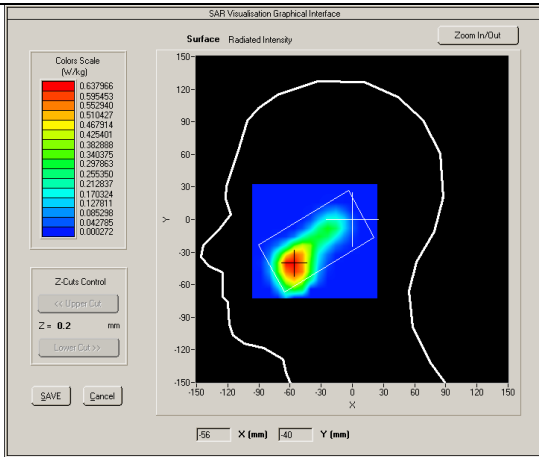 SAR Visualisation Graphical Interface
Surface Radiated Intensity
Zoom In/Out
Colors Scale
(W/kg)
0.637966
0.595453
0.552940
0.510427
0.467914
0.425401
0.382888
0.340375
0.297863
0.255350
0.212837
0.170324
0.127811
0.085298
0.042785
0.000272
Z-Cuts Control
<< Upper Cut
Z = 0.2 mm
Lower Cut >>
SAVE Cancel
150-
120-
90-
60-
30-
0-
-30-
-60-
-90-
-120-
-150-
Y
-150 -120 -90 -60 -30 0 30 60 90 120 150
X
-56 X (mm) -40 Y (mm)